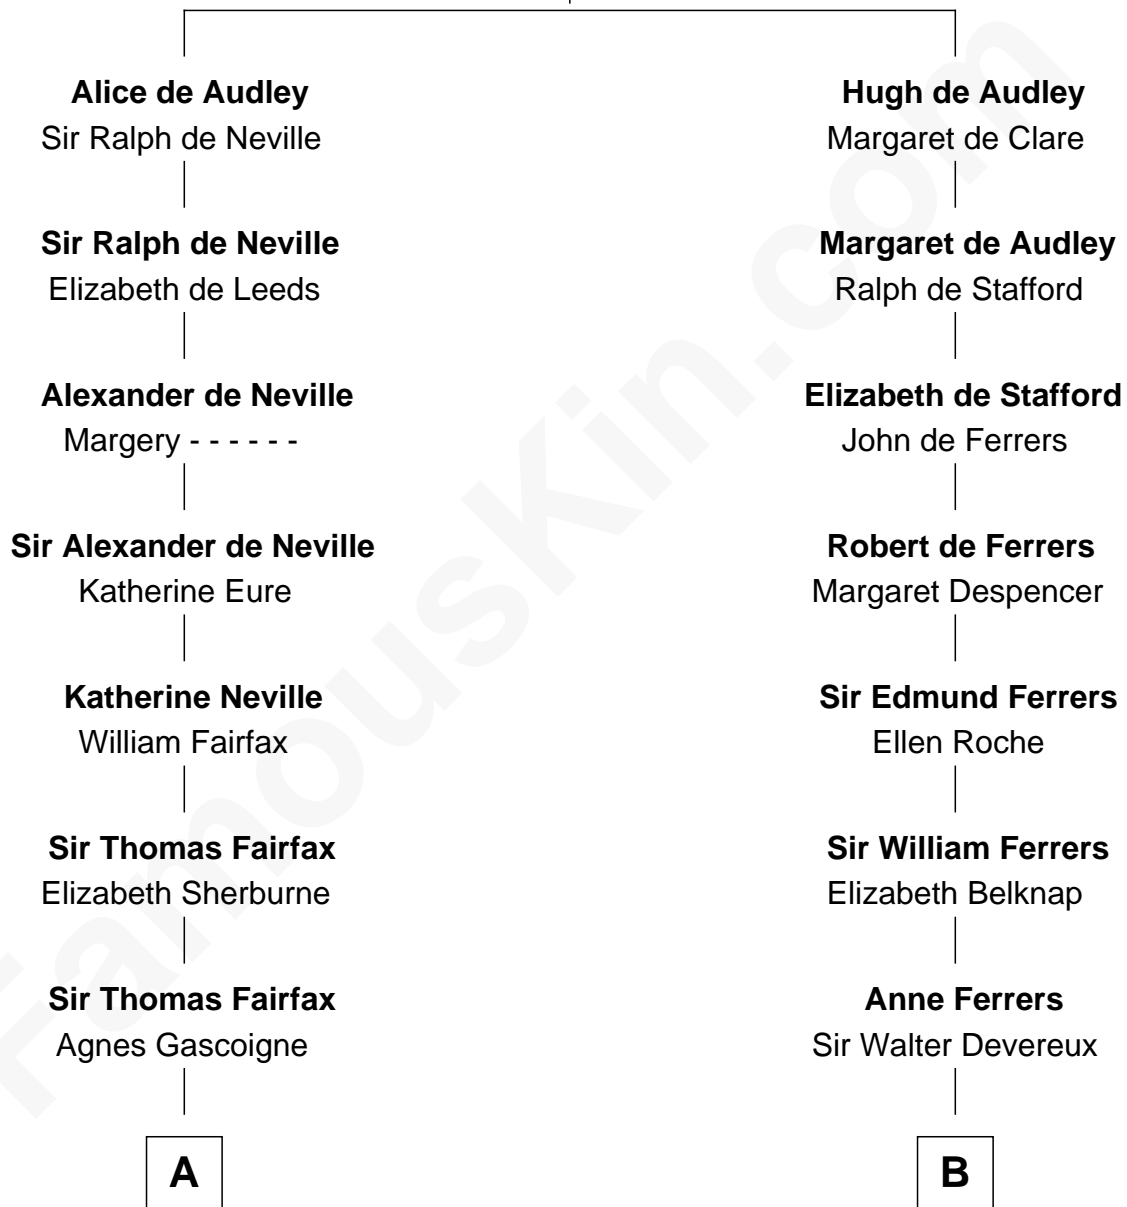 Alice de Audley
Sir Ralph de Neville
Sir Ralph de Neville
Elizabeth de Leeds
Alexander de Neville
Margery - - - - - -
Sir Alexander de Neville
Katherine Eure
Katherine Neville
William Fairfax
Sir Thomas Fairfax
Elizabeth Sherburne
Sir Thomas Fairfax
Agnes Gascoigne
A
Hugh de Audley
Margaret de Clare
Margaret de Audley
Ralph de Stafford
Elizabeth de Stafford
John de Ferrers
Robert de Ferrers
Margaret Despencer
Sir Edmund Ferrers
Ellen Roche
Sir William Ferrers
Elizabeth Belknap
Anne Ferrers
Sir Walter Devereux
B
FamousKin.com